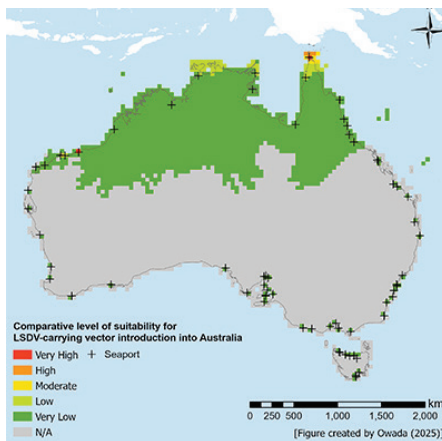 Comparative level of suitability for
LSDV-carrying vector introduction into Australia
Very High
+ Seaport
High
Moderate
Low
Very Low
N/A
km
0 250 500 1,000 1,500 2,000
[Figure created by Owada (2025)]